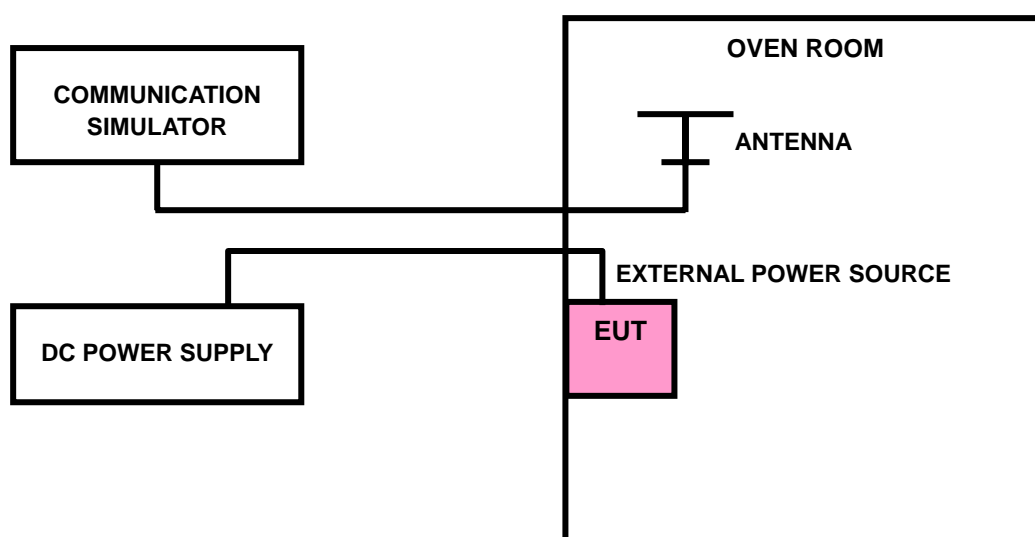 OVEN ROOM
COMMUNICATION
SIMULATOR
ANTENNA
EXTERNAL POWER SOURCE
EUT
DC POWER SUPPLY